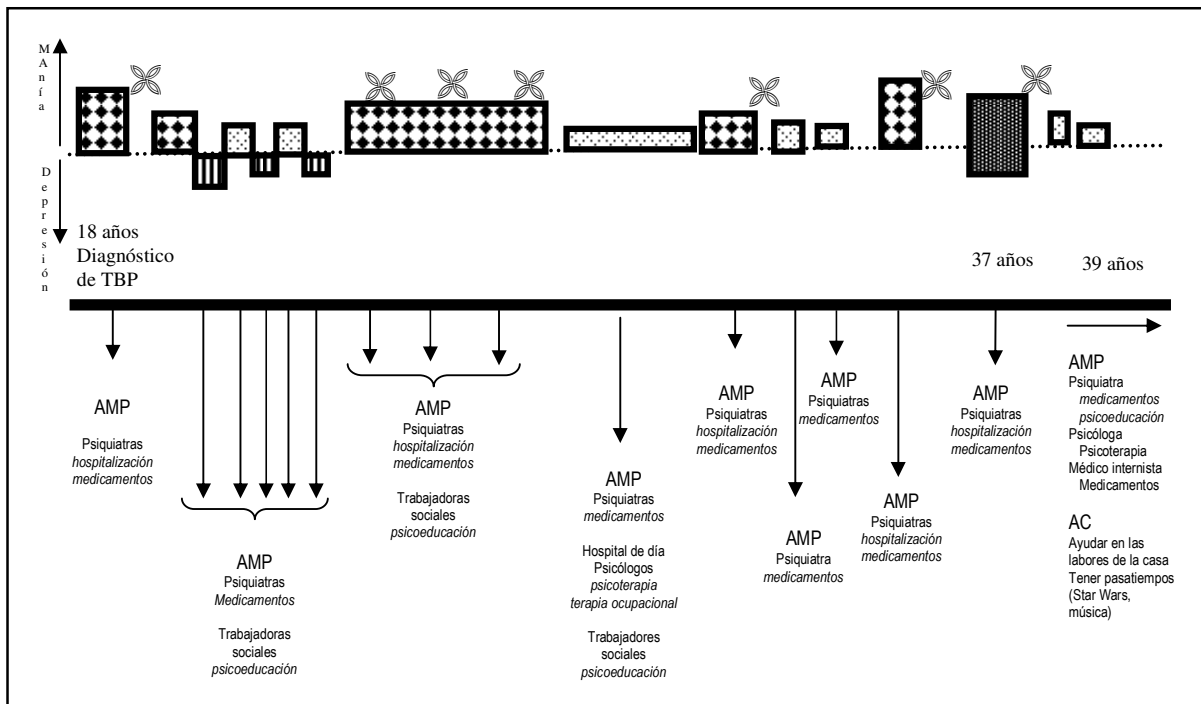 MAnía
Depresión
18 años
Diagnóstico
de TBP
37 años
39 años
AMP
Psiquiatras
hospitalización
medicamentos
AMP
Psiquiatras
Medicamentos
Trabajadoras
sociales
psicoeducación
AMP
Psiquiatras
hospitalización
medicamentos
Trabajadoras
sociales
psicoeducación
AMP
Psiquiatras
medicamentos
Hospital de día
Psicólogos
psicoterapia
terapia ocupacional
Trabajadores
sociales
psicoeducación
AMP
Psiquiatras
hospitalización
medicamentos
AMP
Psiquiatra
medicamentos
AMP
Psiquiatras
medicamentos
AMP
Psiquiatras
hospitalización
medicamentos
AMP
Psiquiatras
hospitalización
medicamentos
AMP
Psiquiatra
medicamentos
psicoeducación
Psicóloga
Psicoterapia
Médico internista
Medicamentos
AC
Ayudar en las
labores de la casa
Tener pasatiempos
(Star Wars,
música)